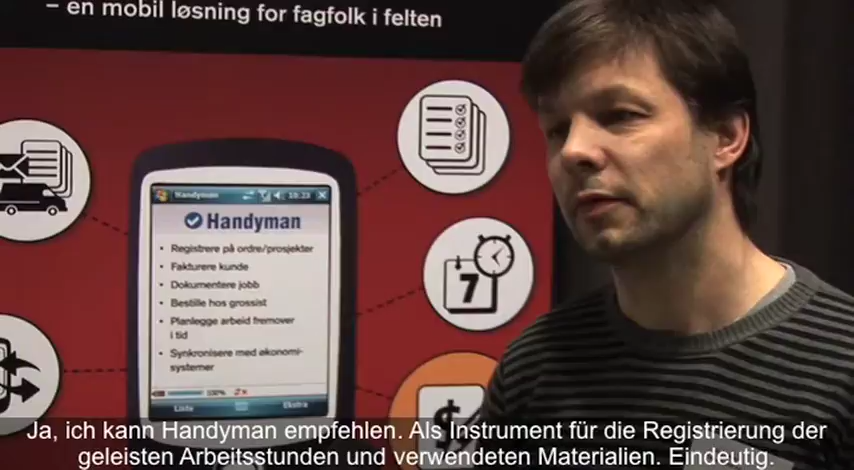 – en mobil løsning for fagfolk i felten
Handyman 10:23
Handyman
• Registrere på ordre/prosjekter
• Fakturere kunde
• Dokumentere jobb
• Bestille hos grossist
• Planlegge arbeid fremover
i tid
• Synkronisere med økonomi-
systemer
100%
Liste Ekstra
7
$
Ja, ich kann Handyman empfehlen. Als Instrument für die Registrierung der
geleisten Arbeitsstunden und verwendeten Materialien. Eindeutig.